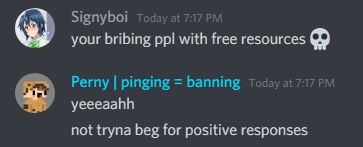 Signyboi Today at 7:17 PM
your bribing ppl with free resources 💀
Perny | pinging = banning Today at 7:17 PM
yeeeaahh
not tryna beg for positive responses